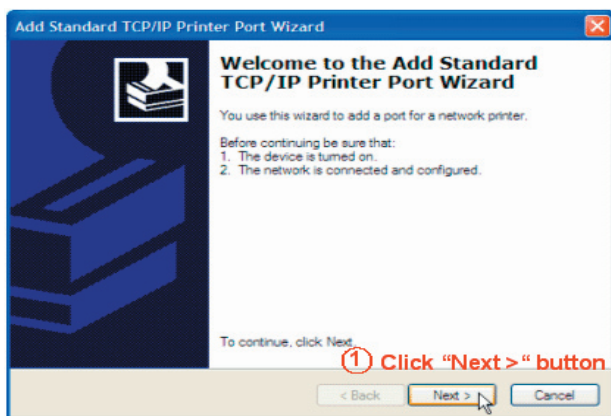 Add Standard TCP/IP Printer Port Wizard
Welcome to the Add Standard
TCP/IP Printer Port Wizard
You use this wizard to add a port for a network printer.
Before continuing be sure that:
1. The device is turned on.
2. The network is connected and configured.
To continue, click Next.
① Click “Next >“ button
< Back Next > Cancel